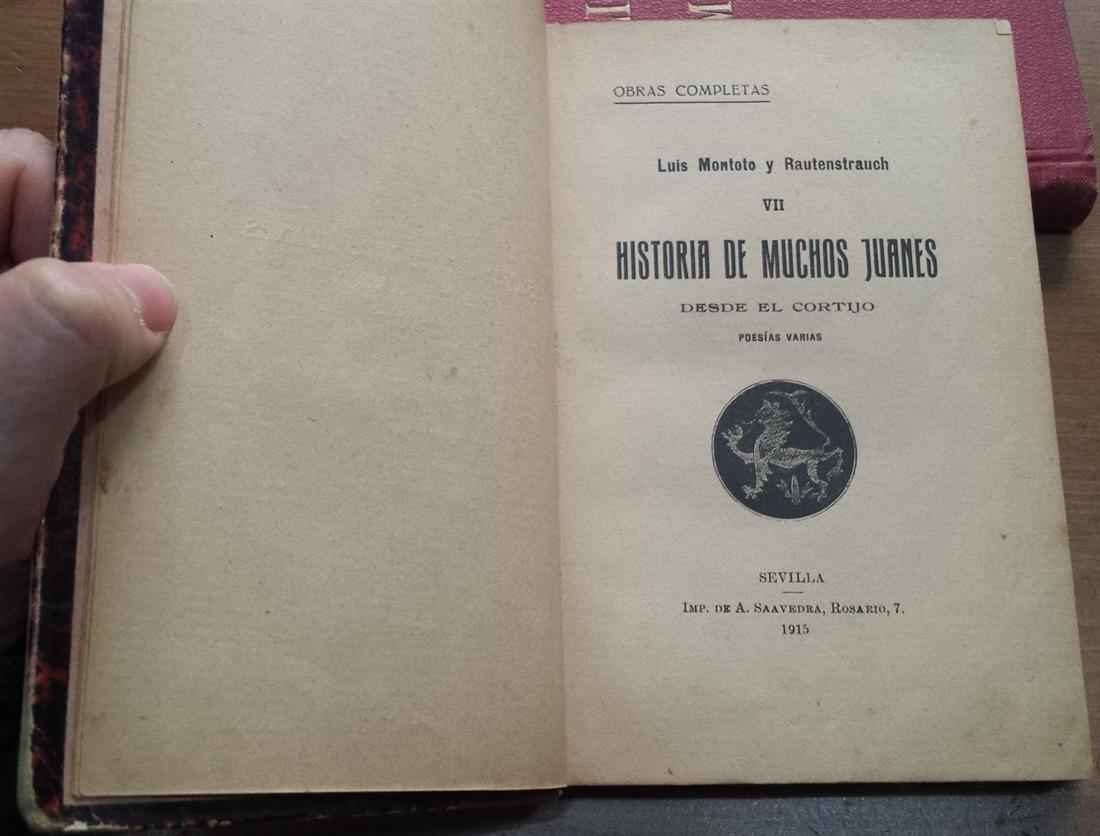 OBRAS COMPLETAS
Luis Montoto y Rautenstrauch
VII
HISTORIA DE MUCHOS JUANES
DESDE EL CORTIJO
POESÍAS VARIAS
SEVILLA
IMP. DE A. SAAVEDRA, ROSARIO, 7.
1915